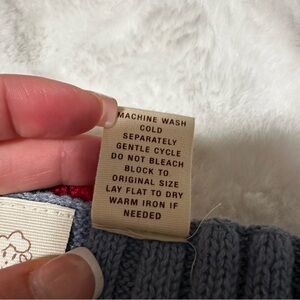 MACHINE WASH
COLD
SEPARATELY
GENTLE CYCLE
DO NOT BLEACH
BLOCK TO
ORIGINAL SIZE
LAY FLAT TO DRY
WARM IRON IF
NEEDED